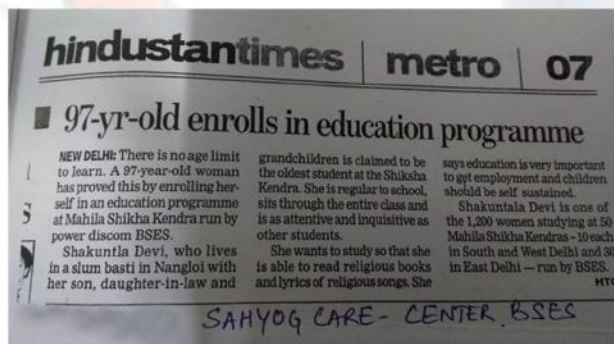 hindustantimes | metro | 07
97-yr-old enrolls in education programme
NEW DELHI: There is no age limit
to learn. A 97-year-old woman
has proved this by enrolling her-
self in an education programme
at Mahila Shikha Kendra run by
power discom BSES.
Shakuntla Devi, who lives
in a slum basti in Nangloi with
her son, daughter-in-law and
grandchildren is claimed to be
the oldest student at the Shiksha
Kendra. She is regular to school,
sits through the entire class and
is as attentive and inquisitive as
other students.
She wants to study so that she
is able to read religious books
and lyrics of religious songs. She
says education is very important
to get employment and children
should be self sustained.
Shakuntala Devi is one of
the 1,200 women studying at 50
Mahila Shikha Kendras – 10 each
in South and West Delhi and 30
in East Delhi — run by BSES.
HTC
SAHYOG CARE - CENTER BSES